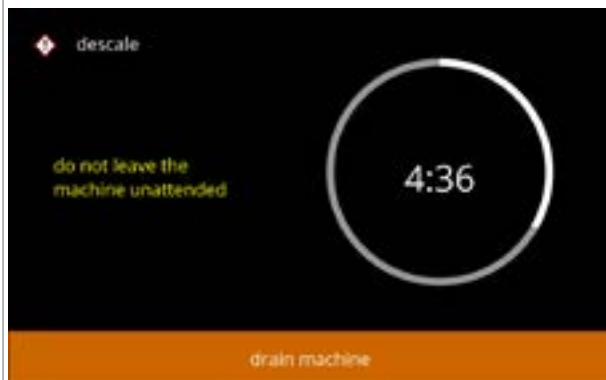 descale
do not leave the
machine unattended
4:36
drain machine